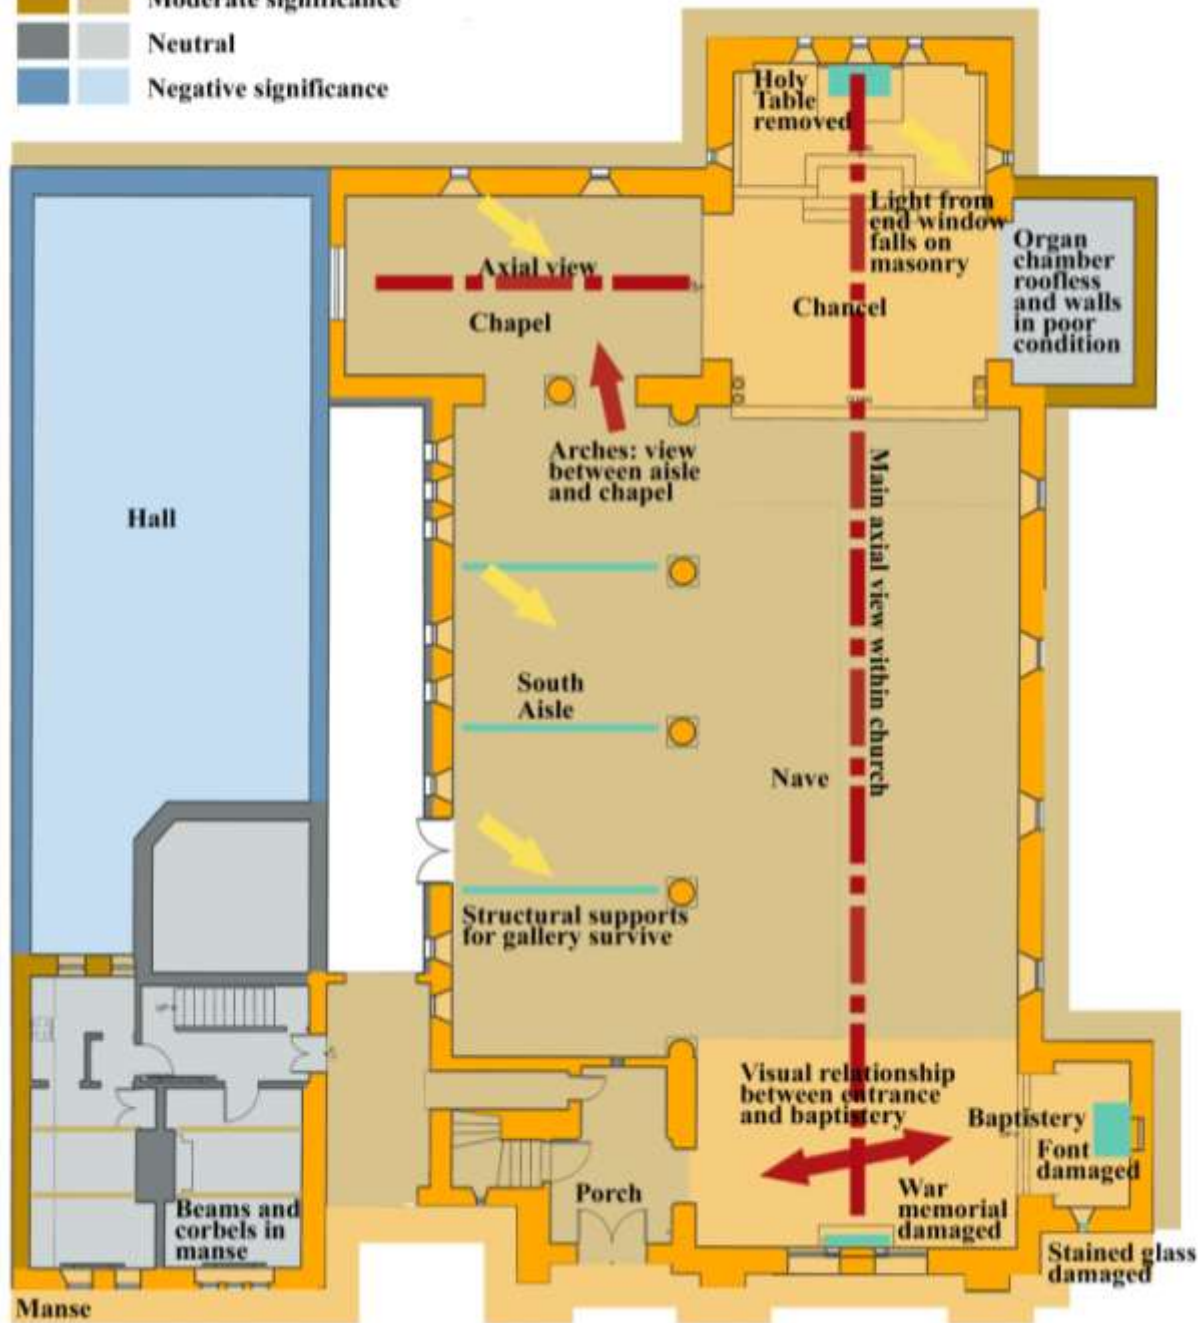 Moderate significance
Neutral
Negative significance
Holy
Table
removed
Light from
end window
falls on
masonry
Organ
chamber
roofless
and walls
in poor
condition
Axial view
Chapel
Chancel
Arches: view
between aisle
and chapel
Main axial view within church
Hall
South
Aisle
Nave
Structural supports
for gallery survive
Visual relationship
between entrance
and baptistery
Baptistery
Font
damaged
War
memorial
damaged
Porch
Beams and
corbels in
manse
Stained glass
damaged
Manse